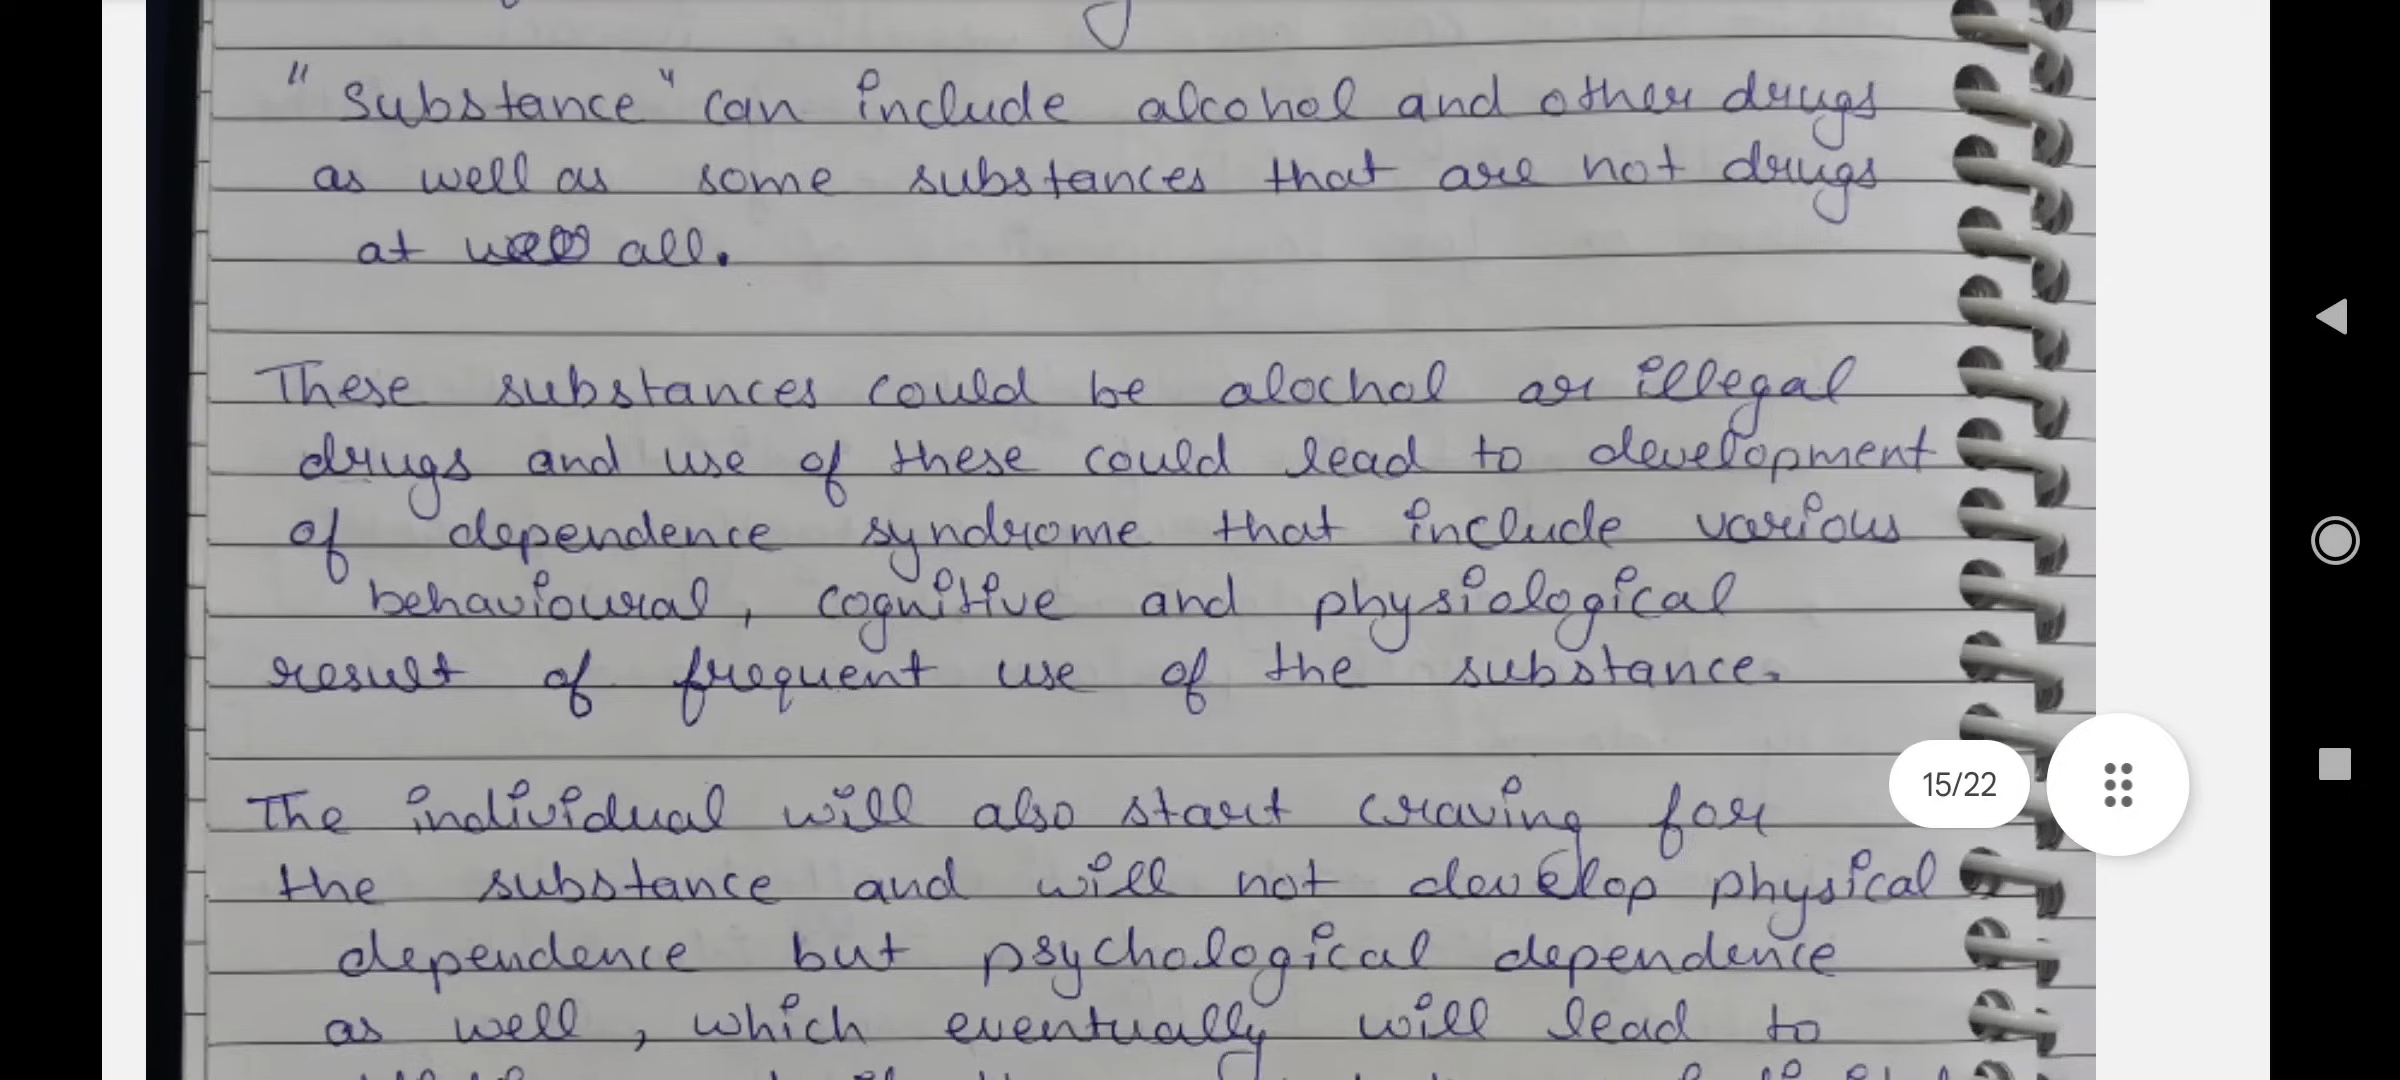 "Substance" can include alcohol and other drugs
as well as some substances that are not drugs
at all.
These substances could be alochol or illegal
drugs and use of these could lead to development
of dependence syndrome that include various
behavioural, cognitive and physiological
result of frequent use of the substance.
The individual will also start craving for
the substance and will not develop physical
dependence but psychological dependence
as well, which eventually will lead to
15/22